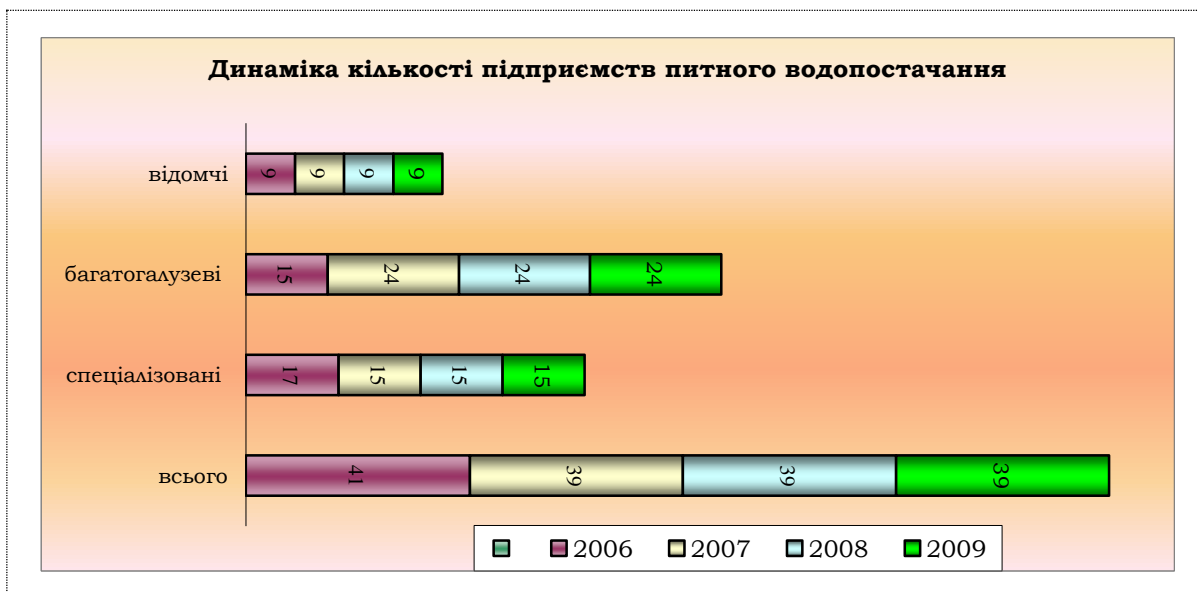 Динаміка кількості підприємств питного водопостачання
відомчі
9 9 9 9
багатогалузеві
15 24 24 24
спеціалізовані
17 15 15 15
всього
41 39 39 39
2006 2007 2008 2009